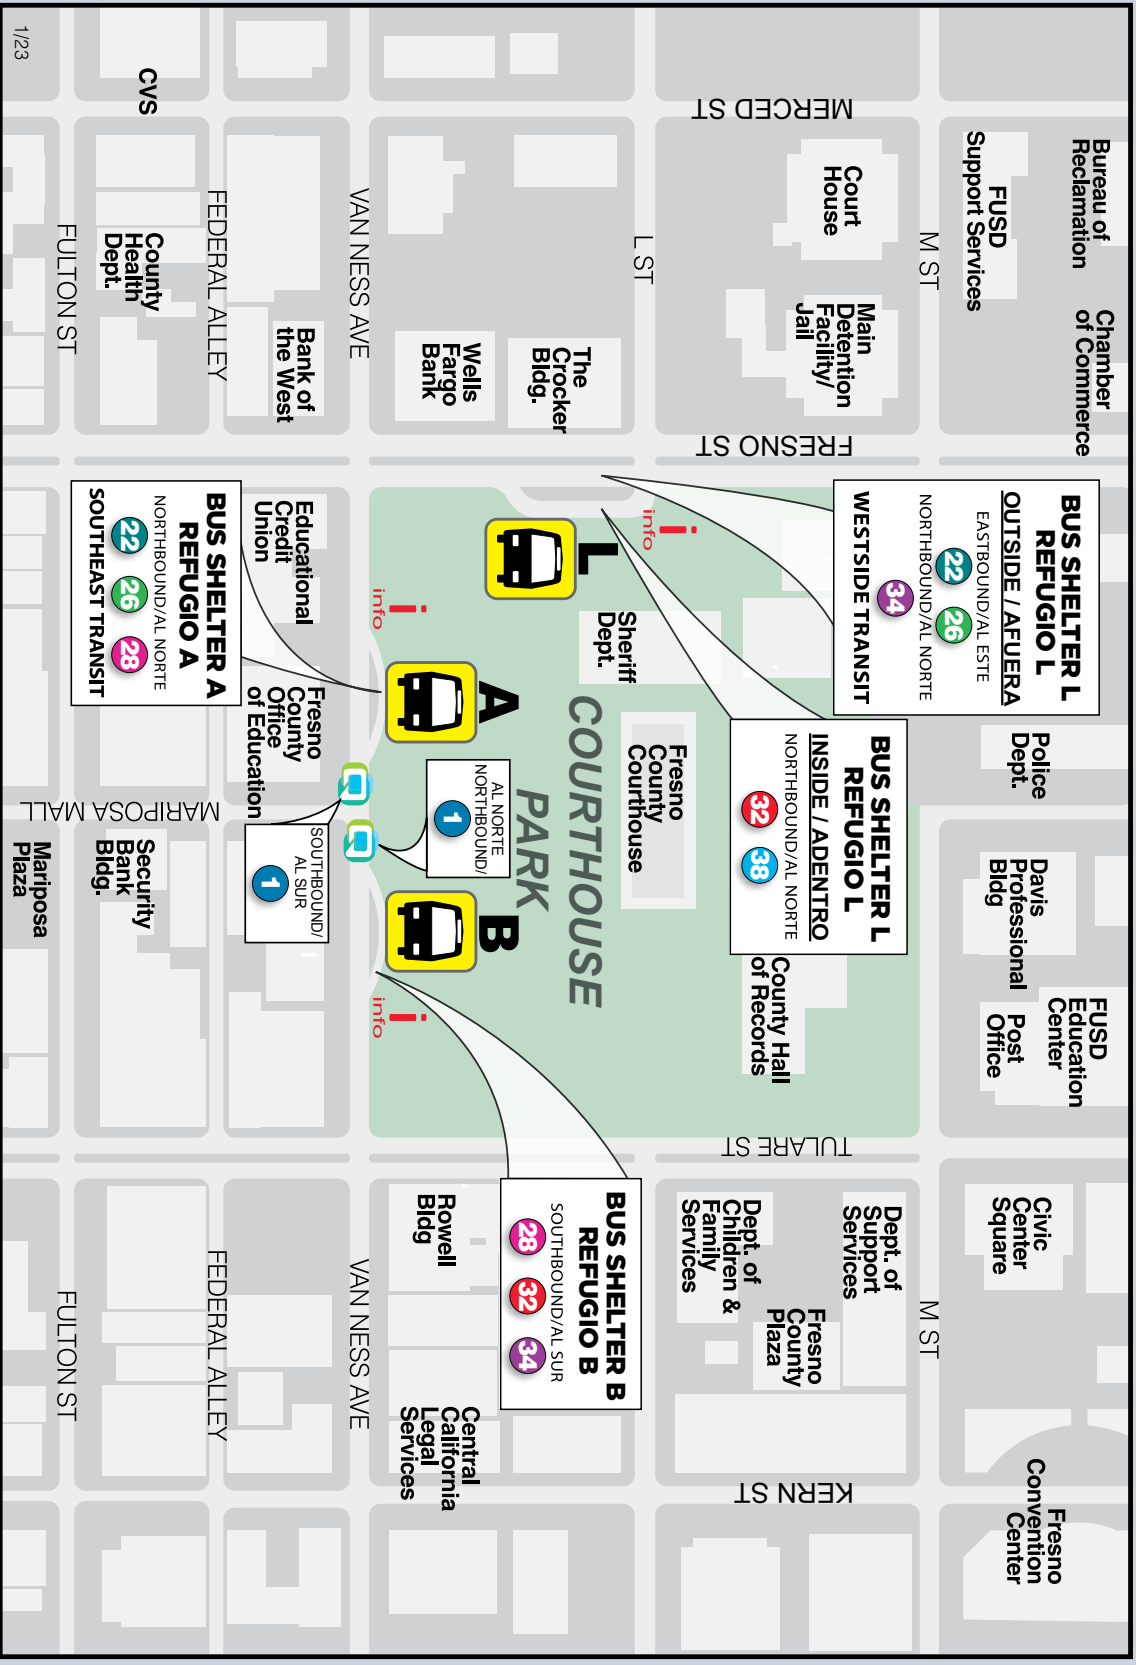 1/23
CVS
MERCED ST
Bureau of
Reclamation
FUSD
Support Services
Court
House
Chamber
of Commerce
Main
Detention
Facility/
Jail
M ST
L ST
VAN NESS AVE
FEDERAL ALLEY
FULTON ST
County
Health
Dept.
Bank of
the West
Wells
Fargo
Bank
The
Crocker
Bldg.
FRESNO ST
BUS SHELTER L
REFUGIO L
OUTSIDE / AFUERA
EASTBOUND/AL ESTE
22 26
NORTHBOUND/AL NORTE
34
WESTSIDE TRANSIT
BUS SHELTER A
REFUGIO A
NORTHBOUND/AL NORTE
22 26 28
SOUTHEAST TRANSIT
Educational
Credit
Union
info
L
info
Sheriff
Dept.
A
Fresno
County
Office
of Education
COURTHOUSE
PARK
Fresno
County
Courthouse
BUS SHELTER L
REFUGIO L
INSIDE / ADENTRO
NORTHBOUND/AL NORTE
32 38
Police
Dept.
MARIPOSA MALL
AL NORTE
NORTHBOUND/
1
SOUTHBOUND/
AL SUR
1
Mariposa
Plaza
Security
Bank
Bldg.
B
info
Davis
Professional
Bldg
FUSD
Education
Center
Post
Office
County Hall
of Records
TULARE ST
BUS SHELTER B
REFUGIO B
SOUTHBOUND/AL SUR
28 32 34
Rowell
Bldg
Dept. of
Children &
Family
Services
Dept. of
Support
Services
Civic
Center
Square
Fresno
County
Plaza
M ST
VAN NESS AVE
FEDERAL ALLEY
FULTON ST
Central
California
Legal
Services
KERN ST
Fresno
Convention
Center